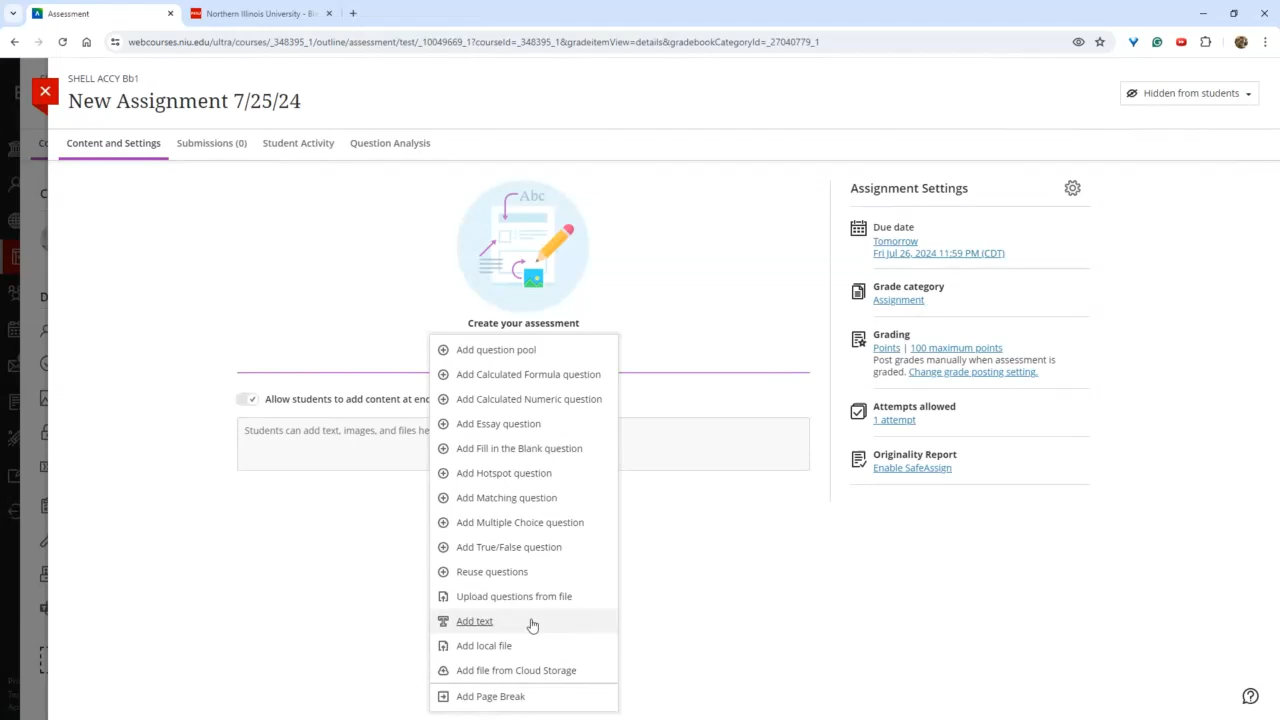 Assessment
Northern Illinois University - Bl
webcourses.niu.edu/ultra/courses/_348395_1/outline/assessment/test/_10049669_1?courseId=_348395_1&gradeitemView=details&gradebookCategoryId=_27040779_1
SHELL ACCY Bb1
New Assignment 7/25/24
Hidden from students
Content and Settings
Submissions (0)
Student Activity
Question Analysis
Abc
Create your assessment
Add question pool
Add Calculated Formula question
Allow students to add content at en
Add Calculated Numeric question
Students can add text, images, and files he
Add Essay question
Add Fill in the Blank question
Add Hotspot question
Add Matching question
Add Multiple Choice question
Add True/False question
Reuse questions
Upload questions from file
Add text
Add local file
Add file from Cloud Storage
Add Page Break
Assignment Settings
Due date
Tomorrow
Fri Jul 26, 2024 11:59 PM (CDT)
Grade category
Assignment
Grading
Points | 100 maximum points
Post grades manually when assessment is
graded. Change grade posting setting.
Attempts allowed
1 attempt
Originality Report
Enable SafeAssign